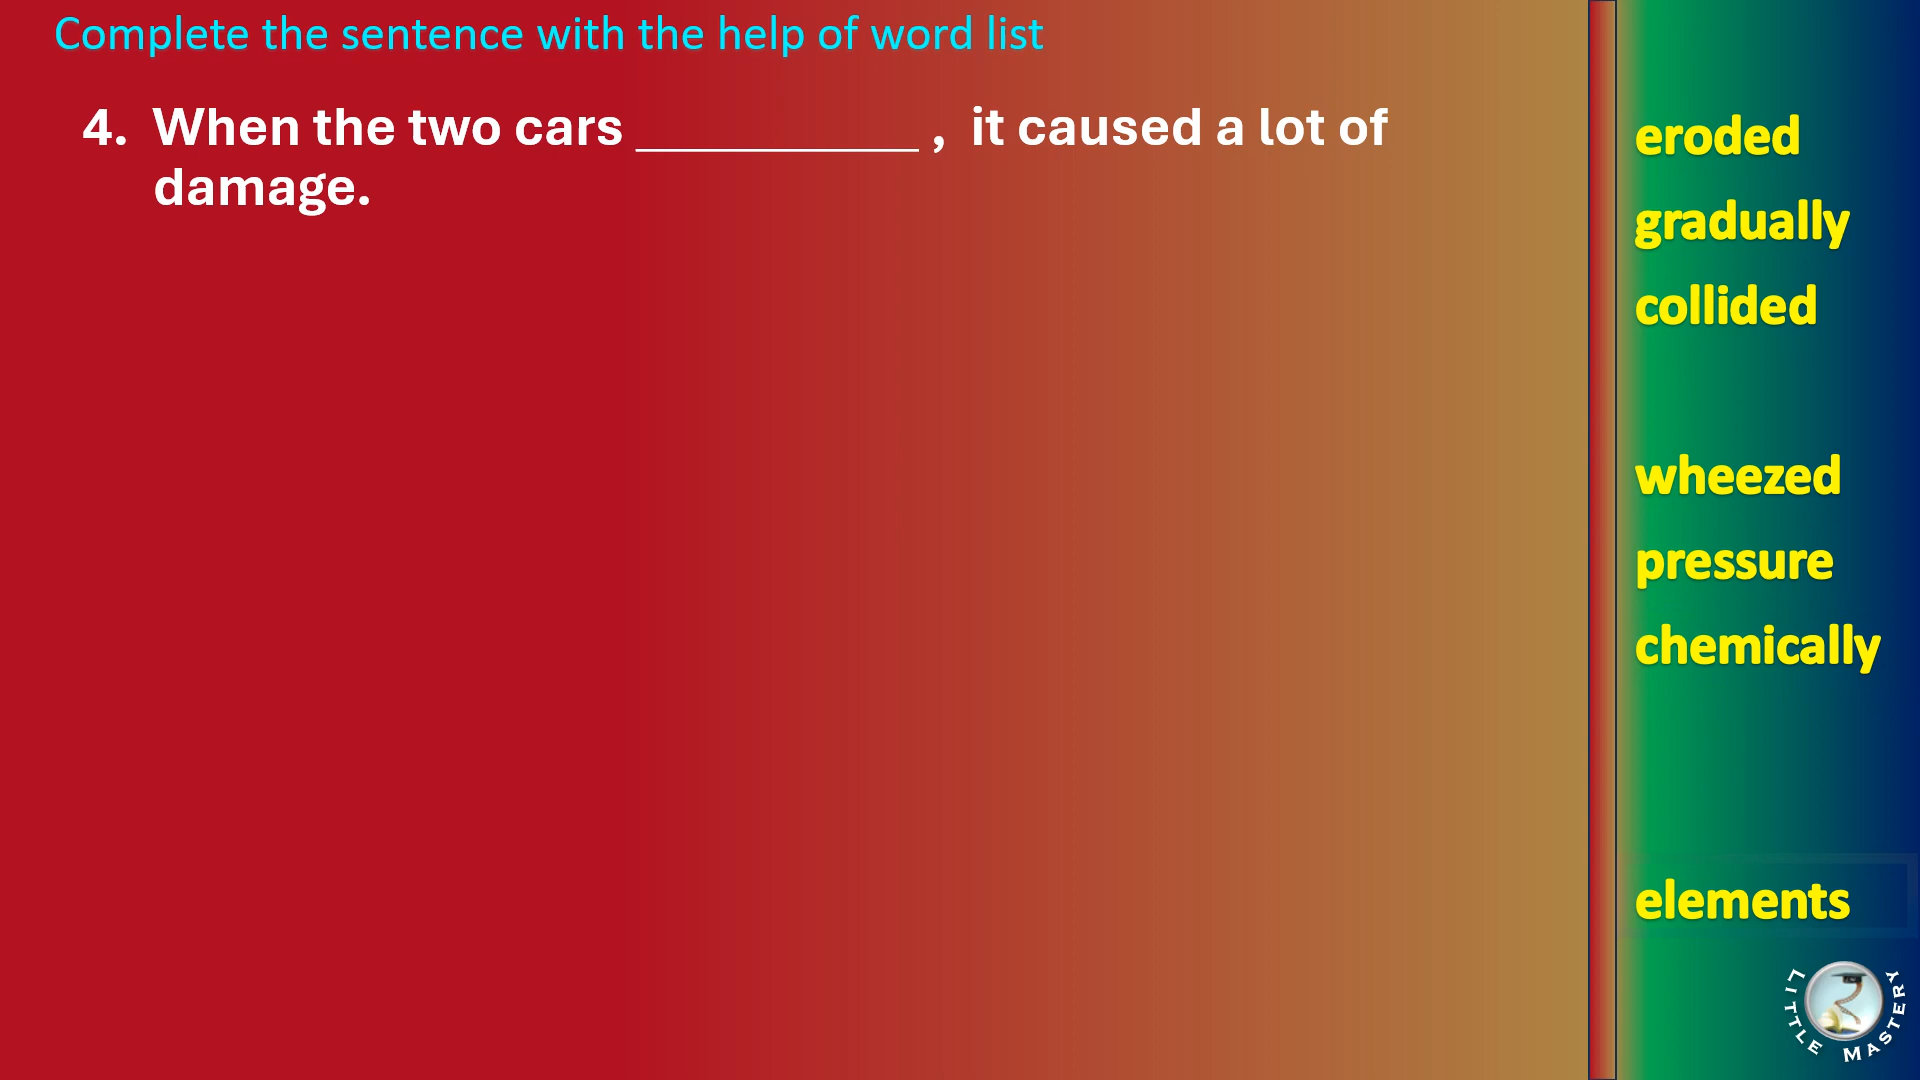 Complete the sentence with the help of word list
4. When the two cars __________ , it caused a lot of
damage.
eroded
gradually
collided
wheezed
pressure
chemically
elements
LITTLE MASTERY